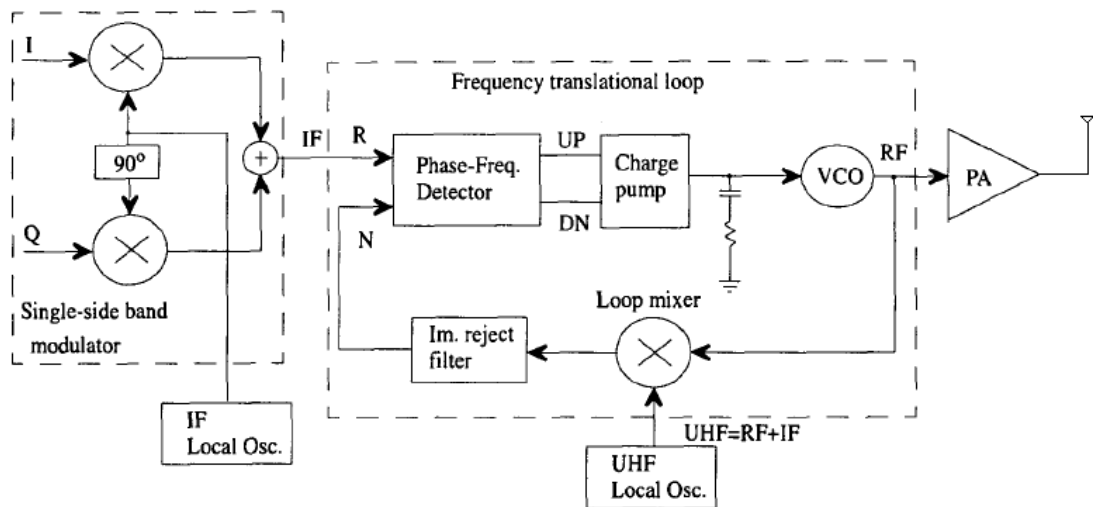 I
Q
90°
+
Single-side band
modulator
IF
Local Osc.
IF
R
N
Frequency translational loop
Phase-Freq.
Detector
UP
DN
Charge
pump
VCO
RF
PA
Loop mixer
Im. reject
filter
UHF=RF+IF
UHF
Local Osc.